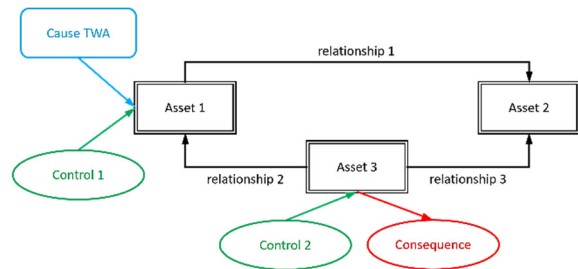 Cause TWA
relationship 1
Asset 1
Asset 2
Control 1
relationship 2
Asset 3
relationship 3
Control 2
Consequence